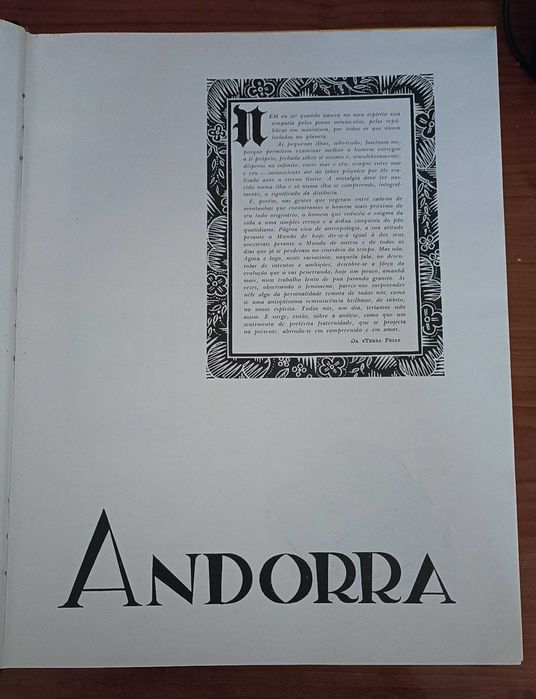 NEM eu sei quando nasceu no meu espírito esta
simpatia pelos povos minúsculos, pelas repú-
blicas em miniatura, por todos os que vivem
isolados no planeta.
As pequenas ilhas, sobretudo, fascinam-me,
porque permitem examinar melhor o homem entregue
a si próprio, fechado sôbre si mesmo e, simultâneamente,
disperso no infinito, entre mar e céu, sempre entre mar
e céu — inconsciente até do labor psíquico por êle rea-
lizado ante o eterno limite. A nostalgia deve ter nas-
cido numa ilha e só numa ilha se compreende, integral-
mente, o significado da distância.
É, porém, nas gentes que vegetam entre cadeias de
montanhas que encontramos o homem mais próximo do
seu todo originário, o homem que reduziu o enigma da
vida a uma simples crença e à árdua conquista do pão
quotidiano. Página viva de antropologia, a sua atitude
perante o Mundo de hoje dir-se-á igual à dos seus
ancestrais perante o Mundo de ontem e de todos os
dias que já se perderam no cinerário do tempo. Mas não.
Agora e logo, neste raciocínio, naquela fala, no desen-
rolar de intentos e ambições, descobre-se a fôrça da
evolução que o vai penetrando, hoje um pouco, amanhã
mais, num trabalho lento de pua furando granito. Às
vezes, observando o fenómeno, parece-nos surpreender
nêle algo da personalidade remota de todos nós, como
se uma antiqüíssima reminiscência brilhasse, de súbito,
no nosso espírito. Todos nós, um dia, teríamos sido
assim. E surge, então, sôbre a análise, como que um
sentimento de pretérita fraternidade, que se projecta
no presente, abrindo-se em compreensão e em amor.
DA «TERRA FRIA»
ANDORRA